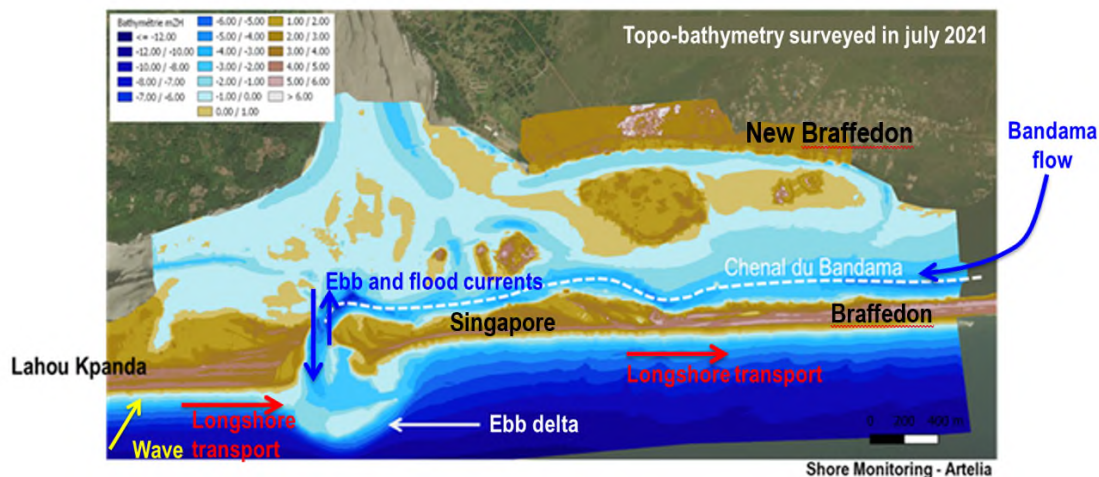 Bathymétrie mZH
<= -12.00
-12.00 / -10.00
-10.00 / -8.00
-8.00 / -7.00
-7.00 / -6.00
-6.00 / -5.00
-5.00 / -4.00
-4.00 / -3.00
-3.00 / -2.00
-2.00 / -1.00
-1.00 / 0.00
0.00 / 1.00
1.00 / 2.00
2.00 / 3.00
3.00 / 4.00
4.00 / 5.00
5.00 / 6.00
> 6.00
Topo-bathymetry surveyed in july 2021
New Braffedon
Bandama
flow
Chenal du Bandama
Ebb and flood currents
Singapore
Braffedon
Lahou Kpanda
Longshore transport
Longshore
transport
Wave
Ebb delta
0 200 400 m
Shore Monitoring - Artelia